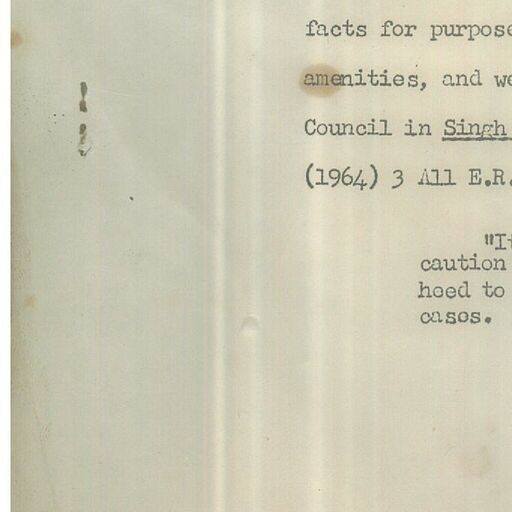 facts for purpose
amenities, and we
Council in Singh
(1964) 3 All E.R.
"It
caution
heed to
cases.